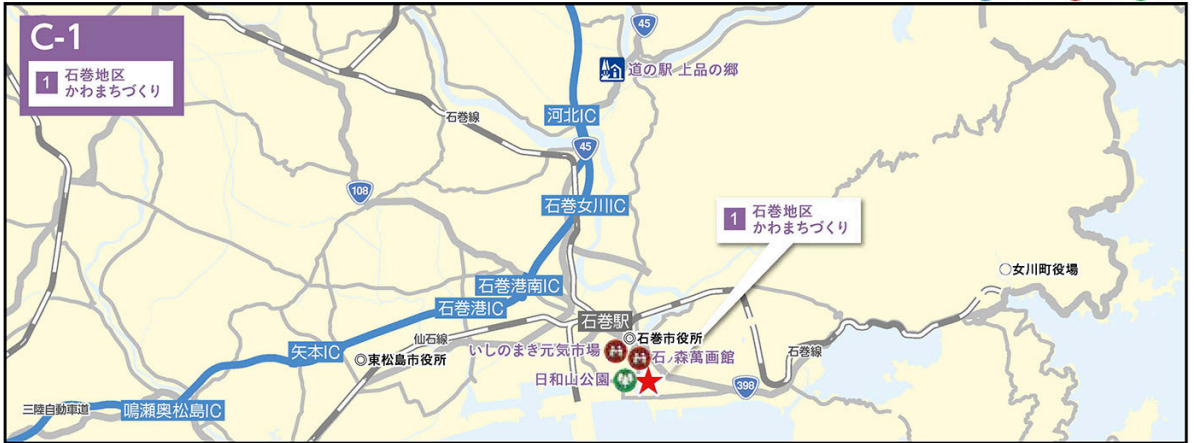 C-1
1 石巻地区
かわまちづくり
45
道の駅 上品の郷
河北IC
石巻線
45
108
石巻女川IC
1 石巻地区
かわまちづくり
○女川町役場
石巻港南IC
石巻港IC
石巻駅
仙石線
◎石巻市役所
矢本IC
◎東松島市役所
いしのまき元気市場
石ノ森萬画館
石巻線
日和山公園
398
三陸自動車道
鳴瀬奥松島IC